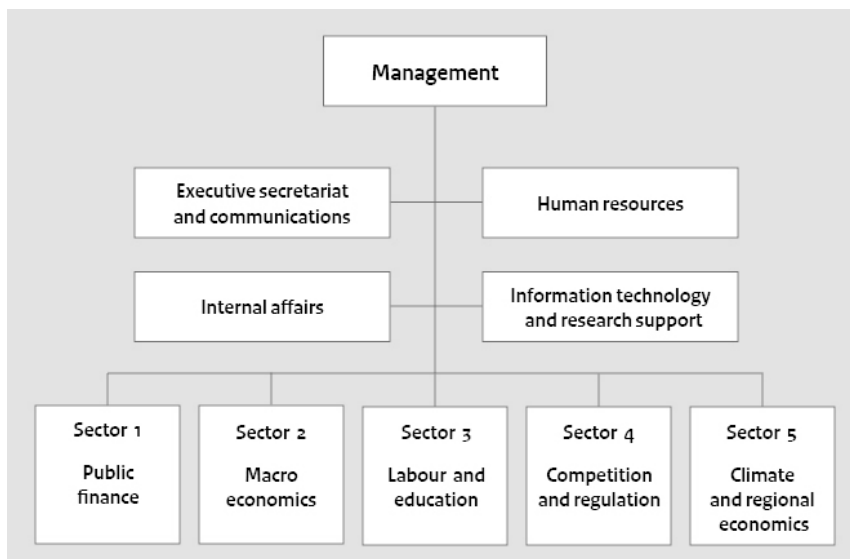 Management
Executive secretariat
and communications
Human resources
Internal affairs
Information technology
and research support
Sector 1
Public
finance
Sector 2
Macro
economics
Sector 3
Labour and
education
Sector 4
Competition
and regulation
Sector 5
Climate
and regional
economics